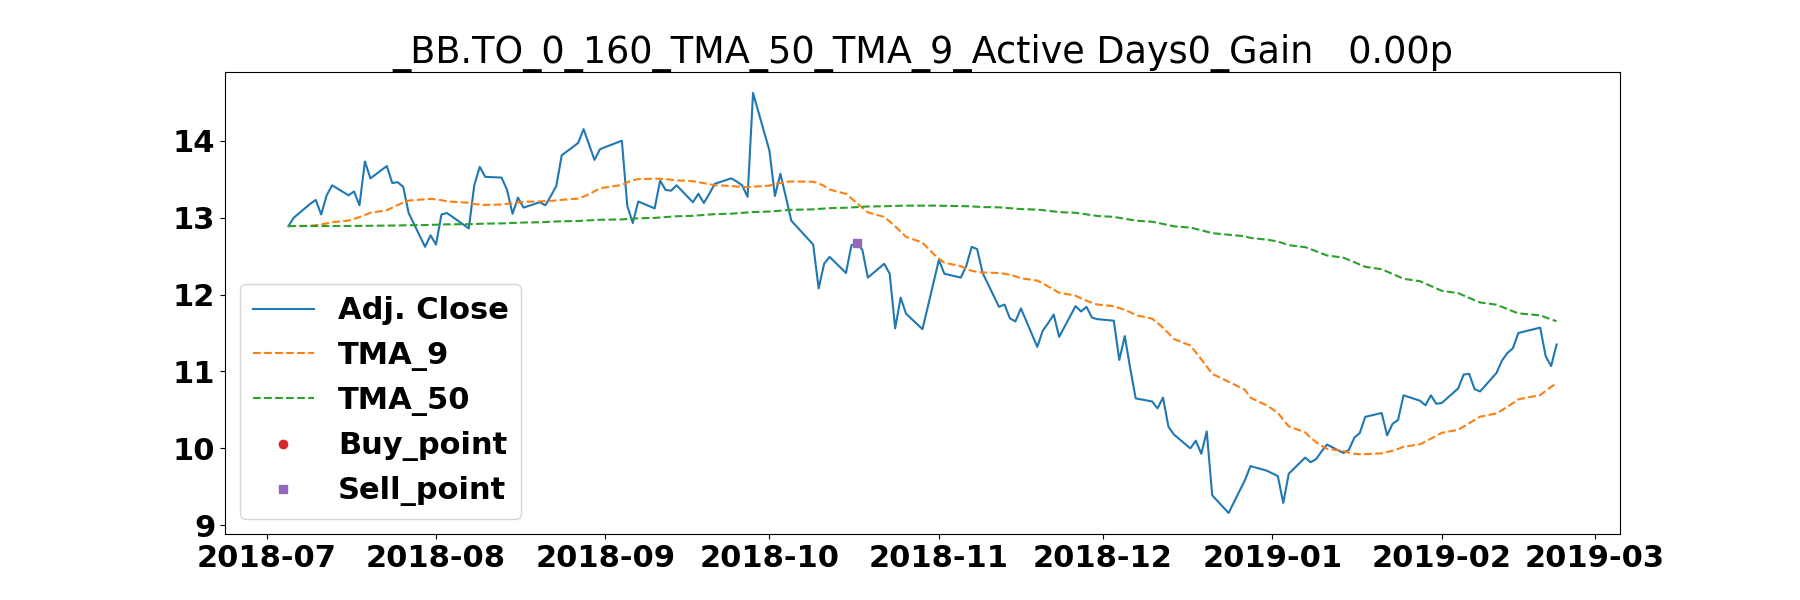 _BB.TO_0_160_TMA_50_TMA_9_Active Days0_Gain   0.00p
14
13
12
11
10
9
Adj. Close
TMA_9
TMA_50
Buy_point
Sell_point
2018-07 2018-08 2018-09 2018-10 2018-11 2018-12 2019-01 2019-02 2019-03